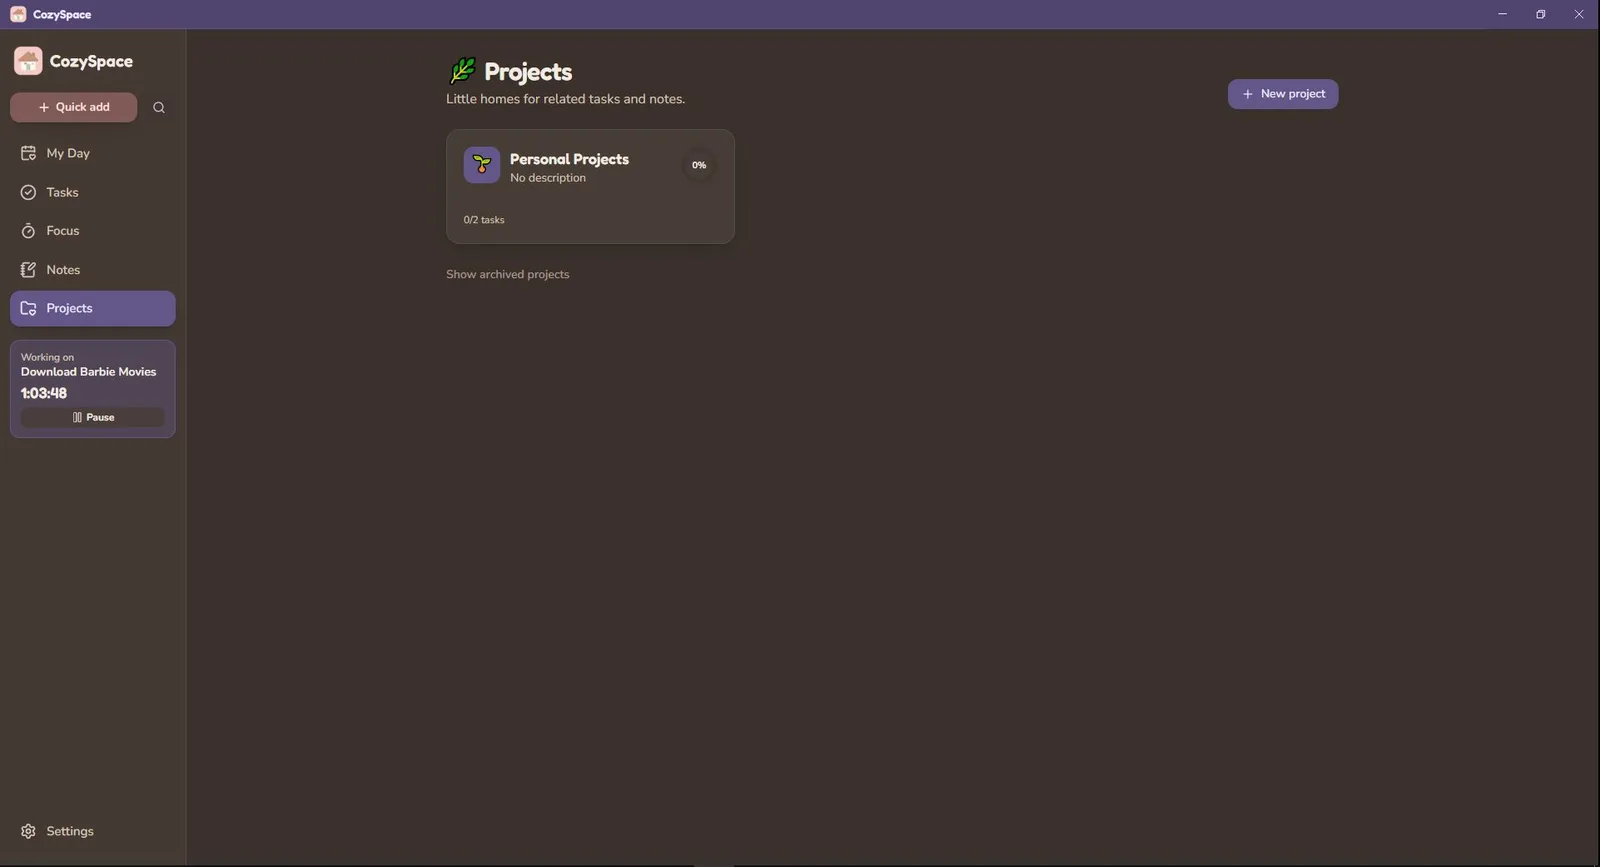 CozySpace
CozySpace
Quick add
My Day
Tasks
Focus
Notes
Projects
Working on
Download Barbie Movies
1:03:48
Pause
Settings
Projects
Little homes for related tasks and notes.
New project
Personal Projects
No description
0%
0/2 tasks
Show archived projects